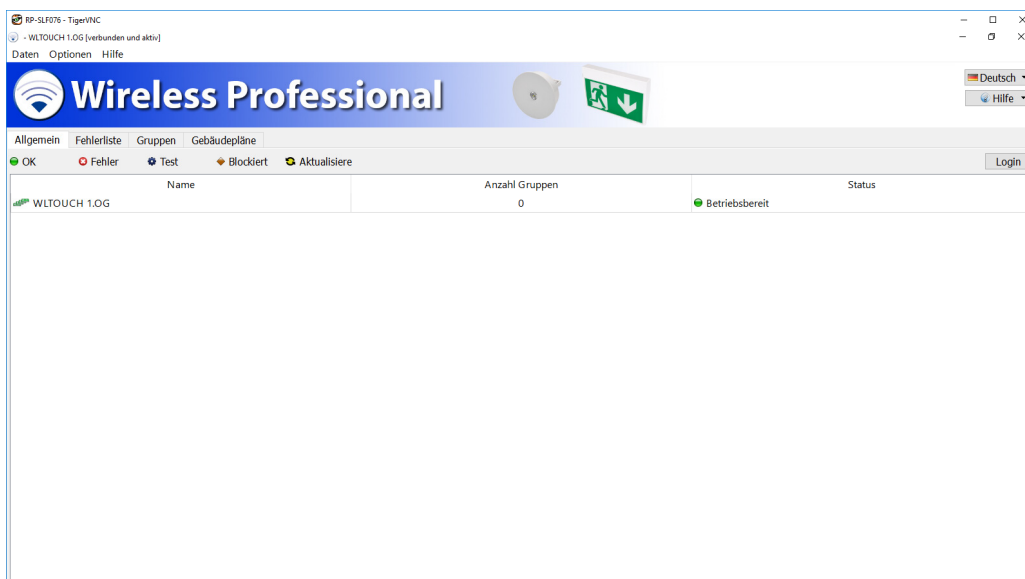 RP-SLF076 - TigerVNC
- WLTOUCH 1.OG [verbunden und aktiv]
Daten Optionen Hilfe
Wireless Professional
Deutsch
Hilfe
Allgemein Fehlerliste Gruppen Gebäudepläne
OK Fehler Test Blockiert Aktualisiere
Login
Name Anzahl Gruppen Status
WLTOUCH 1.OG 0 Betriebsbereit